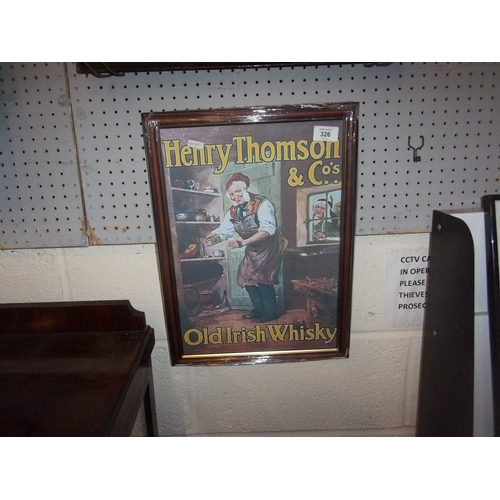 326
Henry Thomson
& Co's.
Old Irish Whisky
CCTV CA
IN OPER
PLEASE
THIEVES
PROSEC